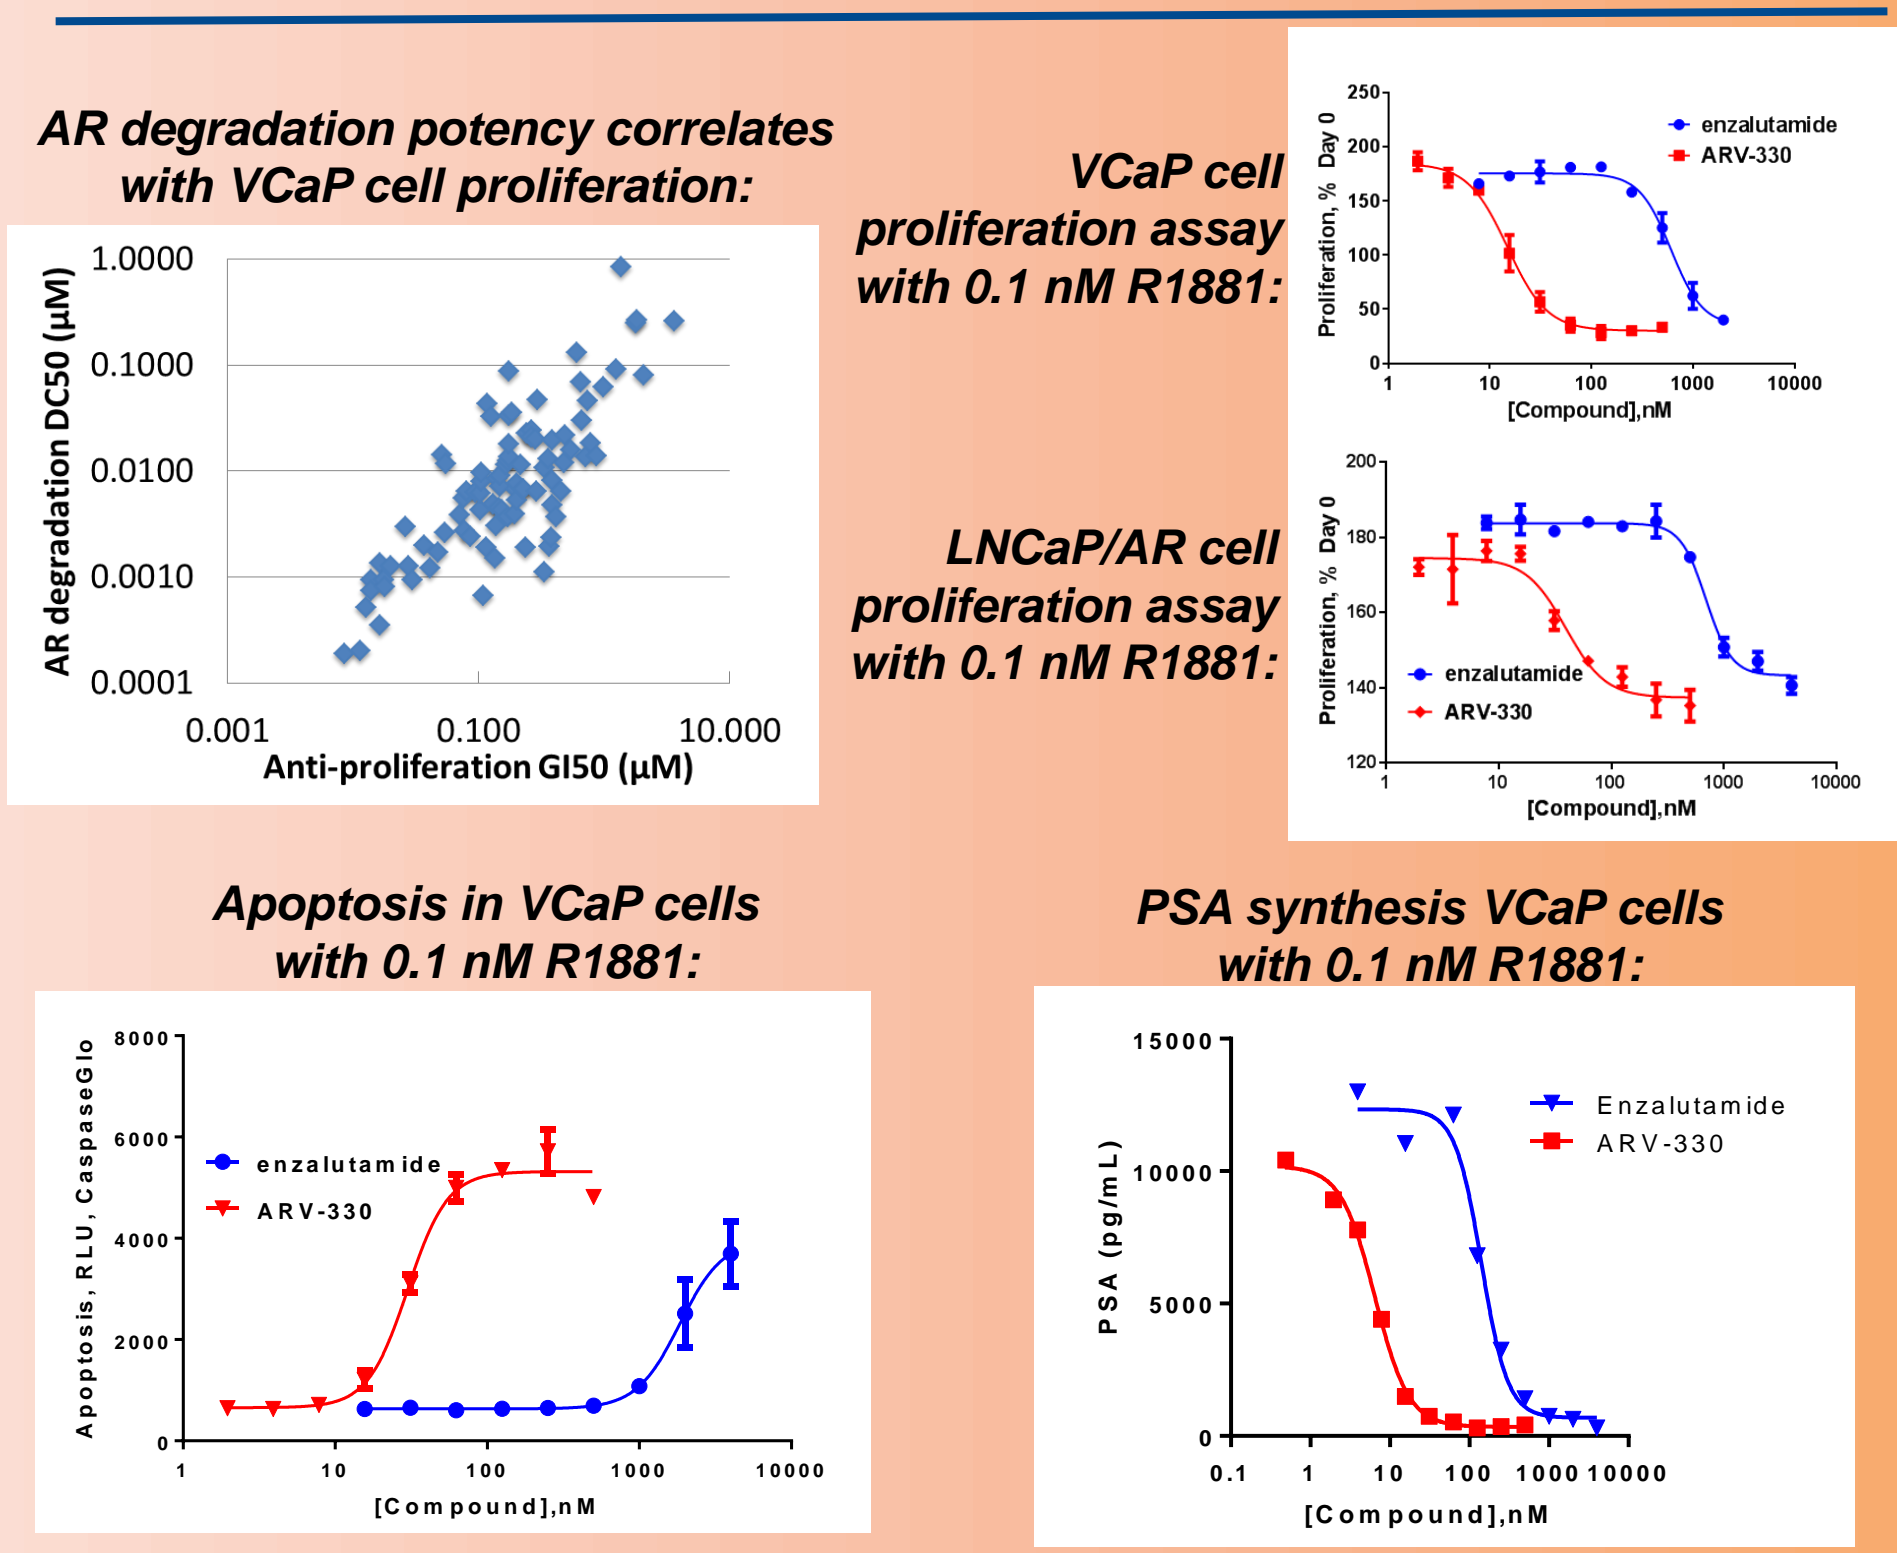 AR degradation potency correlates
with VCaP cell proliferation:
1.0000
0.1000
0.0100
0.0010
0.0001
AR degradation DC50 (µM)
0.001 0.100 10.000
Anti-proliferation GI50 (µM)
VCaP cell
proliferation assay
with 0.1 nM R1881:
250
200
150
100
50
0
Proliferation, % Day 0
enzalutamide
ARV-330
1 10 100 1000 10000
[Compound],nM
LNCaP/AR cell
proliferation assay
with 0.1 nM R1881:
200
180
160
140
120
Proliferation, % Day 0
enzalutamide
ARV-330
1 10 100 1000 10000
[Compound],nM
Apoptosis in VCaP cells
with 0.1 nM R1881:
8000
6000
4000
2000
0
Apoptosis, RLU, CaspaseGlo
enzalutamide
ARV-330
1 10 100 1000 10000
[Compound],nM
PSA synthesis VCaP cells
with 0.1 nM R1881:
15000
10000
5000
0
PSA (pg/mL)
Enzalutamide
ARV-330
0.1 1 10 100 1000 10000
[Compound],nM